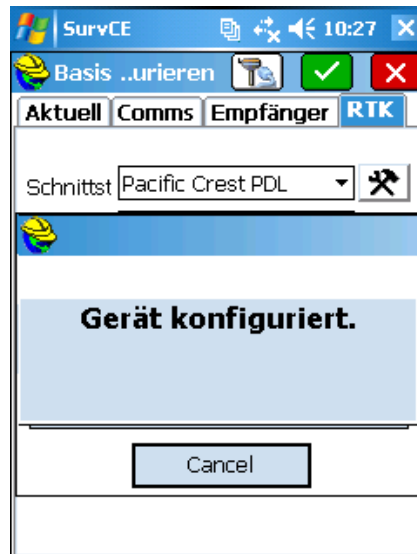 SurvCE 10:27
Basis ..urieren
Aktuell Comms Empfänger RTK
Schnittst Pacific Crest PDL
Gerät konfiguriert.
Cancel